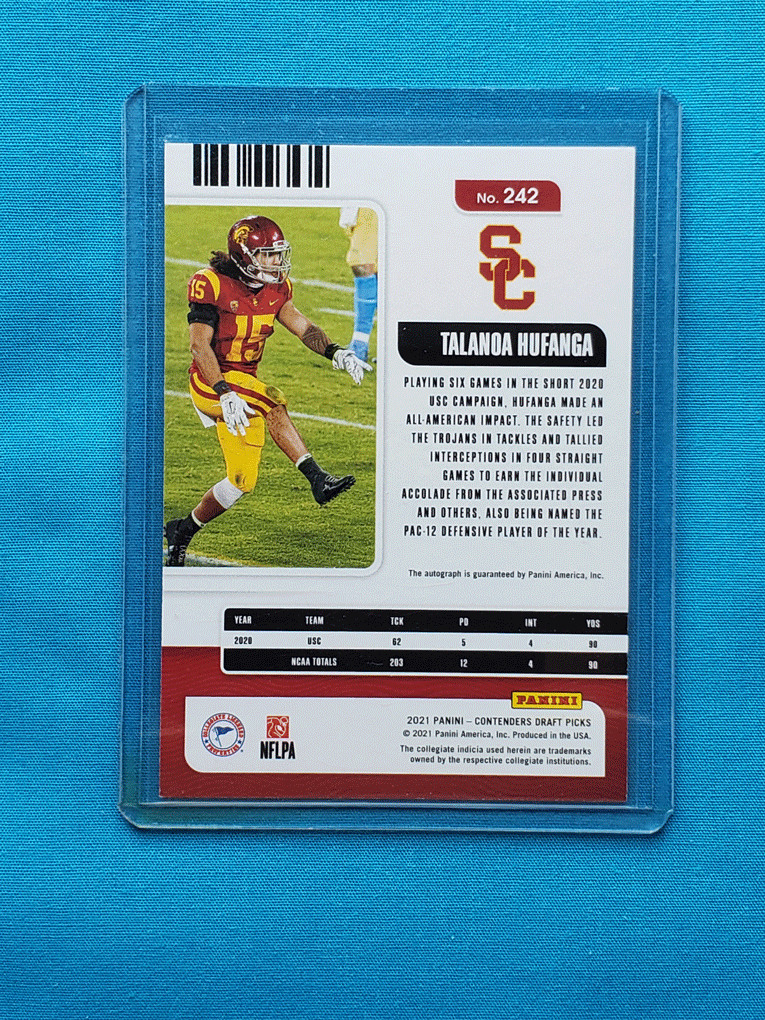 No. 242
SC
15
15
TALANOA HUFANGA
PLAYING SIX GAMES IN THE SHORT 2020
USC CAMPAIGN, HUFANGA MADE AN
ALL-AMERICAN IMPACT. THE SAFETY LED
THE TROJANS IN TACKLES AND TALLIED
INTERCEPTIONS IN FOUR STRAIGHT
GAMES TO EARN THE INDIVIDUAL
ACCOLADE FROM THE ASSOCIATED PRESS
AND OTHERS, ALSO BEING NAMED THE
PAC-12 DEFENSIVE PLAYER OF THE YEAR.
The autograph is guaranteed by Panini America, Inc.
YEAR TEAM TCK PD INT YDS
2020 USC 62 5 4 90
NCAA TOTALS 203 12 4 90
PANINI
2021 PANINI – CONTENDERS DRAFT PICKS
© 2021 Panini America, Inc. Produced in the USA.
The collegiate indicia used herein are trademarks
owned by the respective collegiate institutions.
NFLPA